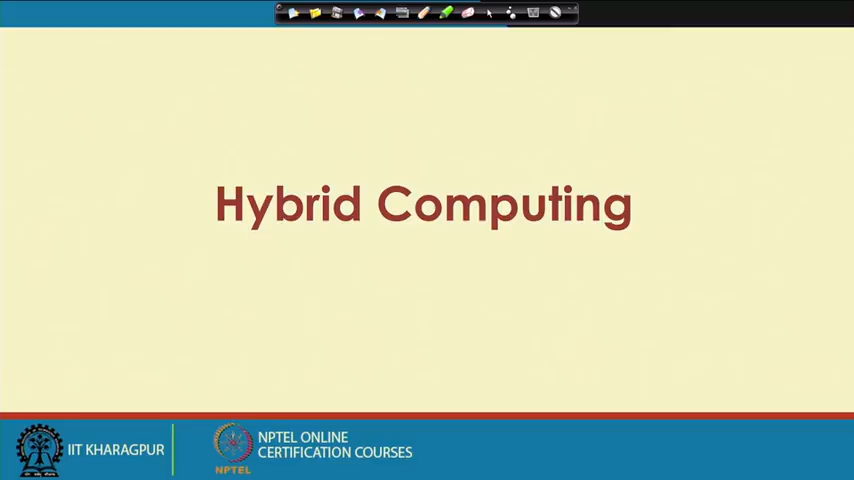 Hybrid Computing
IIT KHARAGPUR
NPTEL ONLINE
CERTIFICATION COURSES
NPTEL